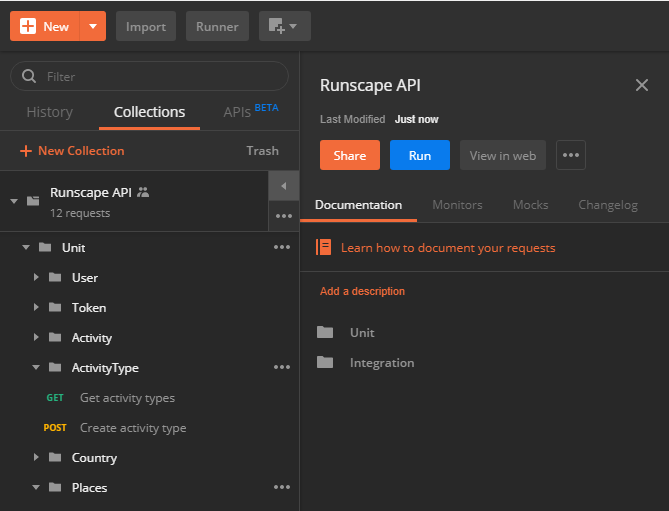 New
Import
Runner
Filter
History
Collections
APIs BETA
New Collection
Trash
Runscape API
12 requests
Unit
User
Token
Activity
ActivityType
GET Get activity types
POST Create activity type
Country
Places
Runscape API
Last Modified Just now
Share
Run
View in web
Documentation
Monitors
Mocks
Changelog
Learn how to document your requests
Add a description
Unit
Integration